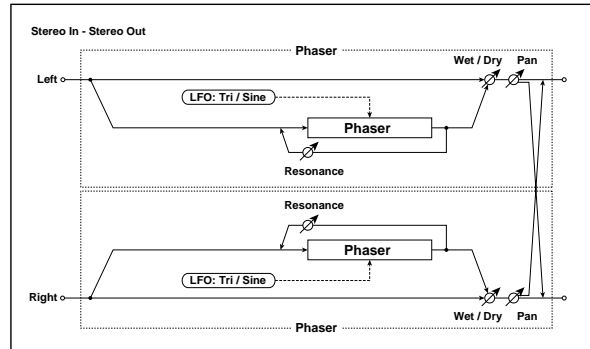 Stereo In - Stereo Out
Phaser
Wet / Dry Pan
Left
LFO: Tri / Sine
Phaser
Resonance
Resonance
Phaser
LFO: Tri / Sine
Right
Wet / Dry Pan
Phaser